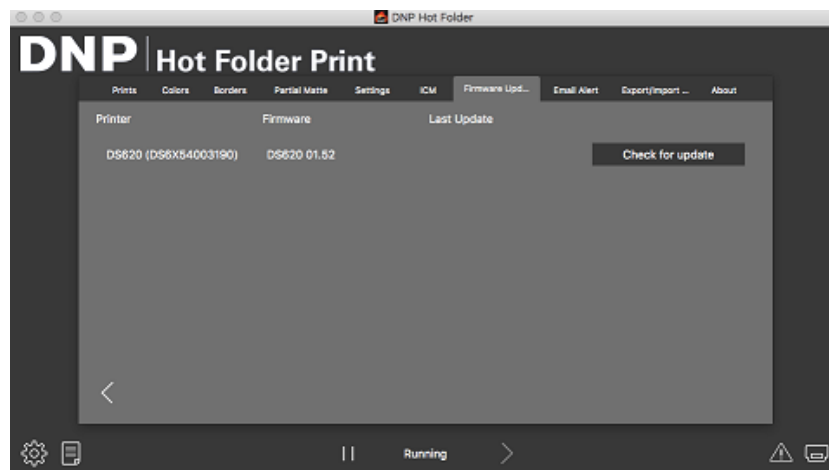 DNP Hot Folder
DNP Hot Folder Print
Prints Colors Borders Partial Matte Settings ICM Firmware Upd... Email Alert Export/Import ... About
Printer Firmware Last Update
DS620 (DS6X54003190) DS620 01.52 Check for update
Running